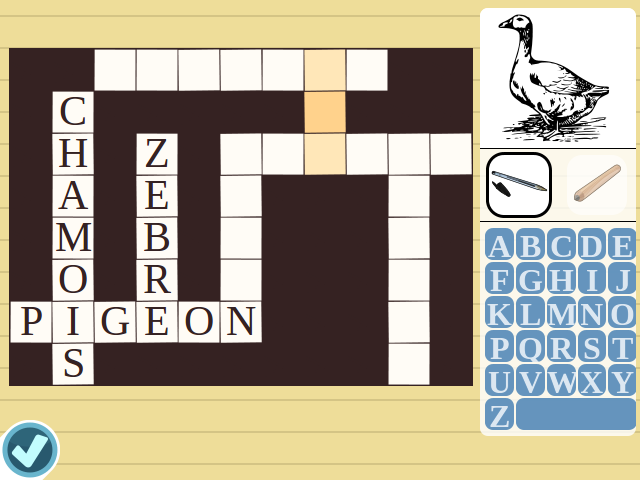 C
H Z
A E
M B
O R
PIGEON
S
A B C D E
F G H I J
K L M N O
P Q R S T
U V W X Y
Z